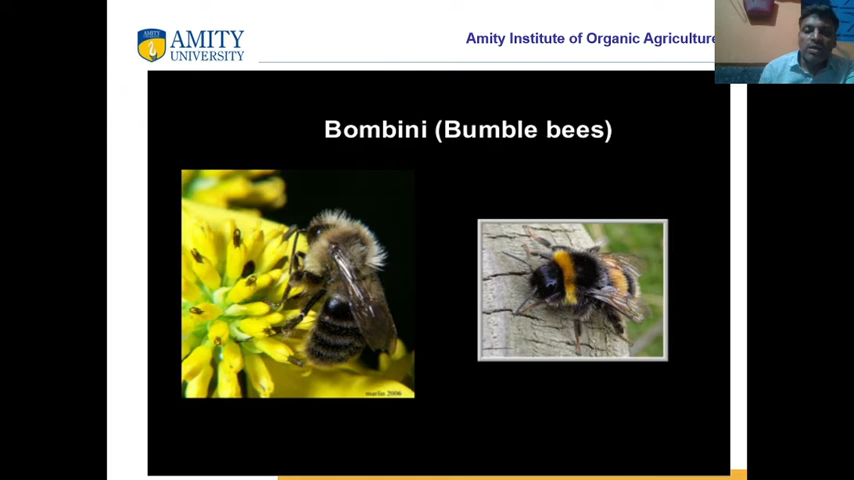 AMITY
AMITY
UNIVERSITY
Amity Institute of Organic Agriculture
Bombini (Bumble bees)
marlin 2006